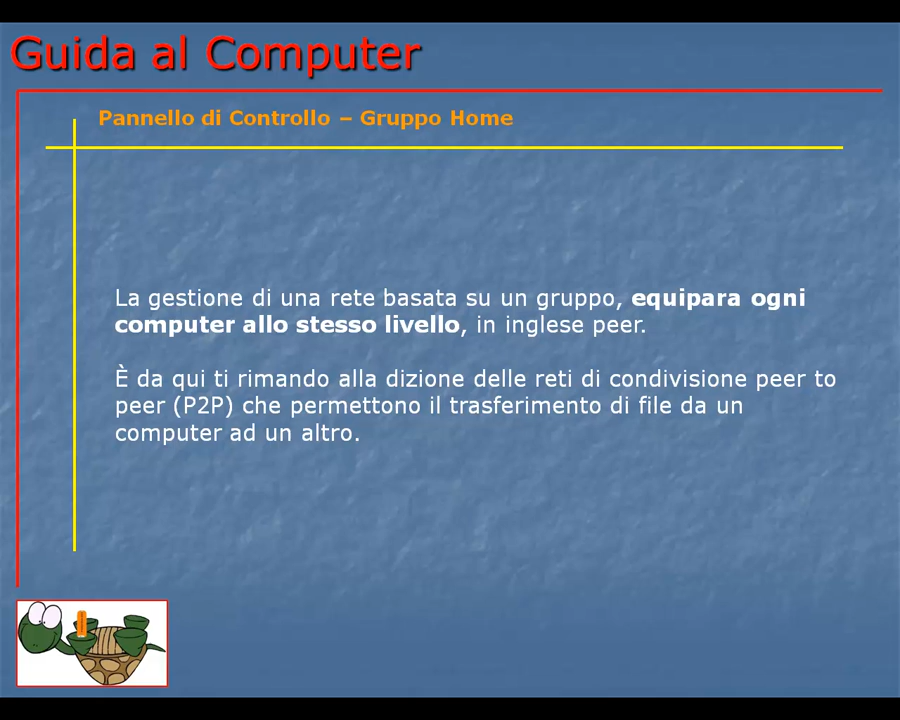 Guida al Computer
Pannello di Controllo – Gruppo Home
La gestione di una rete basata su un gruppo, equipara ogni
computer allo stesso livello, in inglese peer.
È da qui ti rimando alla dizione delle reti di condivisione peer to
peer (P2P) che permettono il trasferimento di file da un
computer ad un altro.